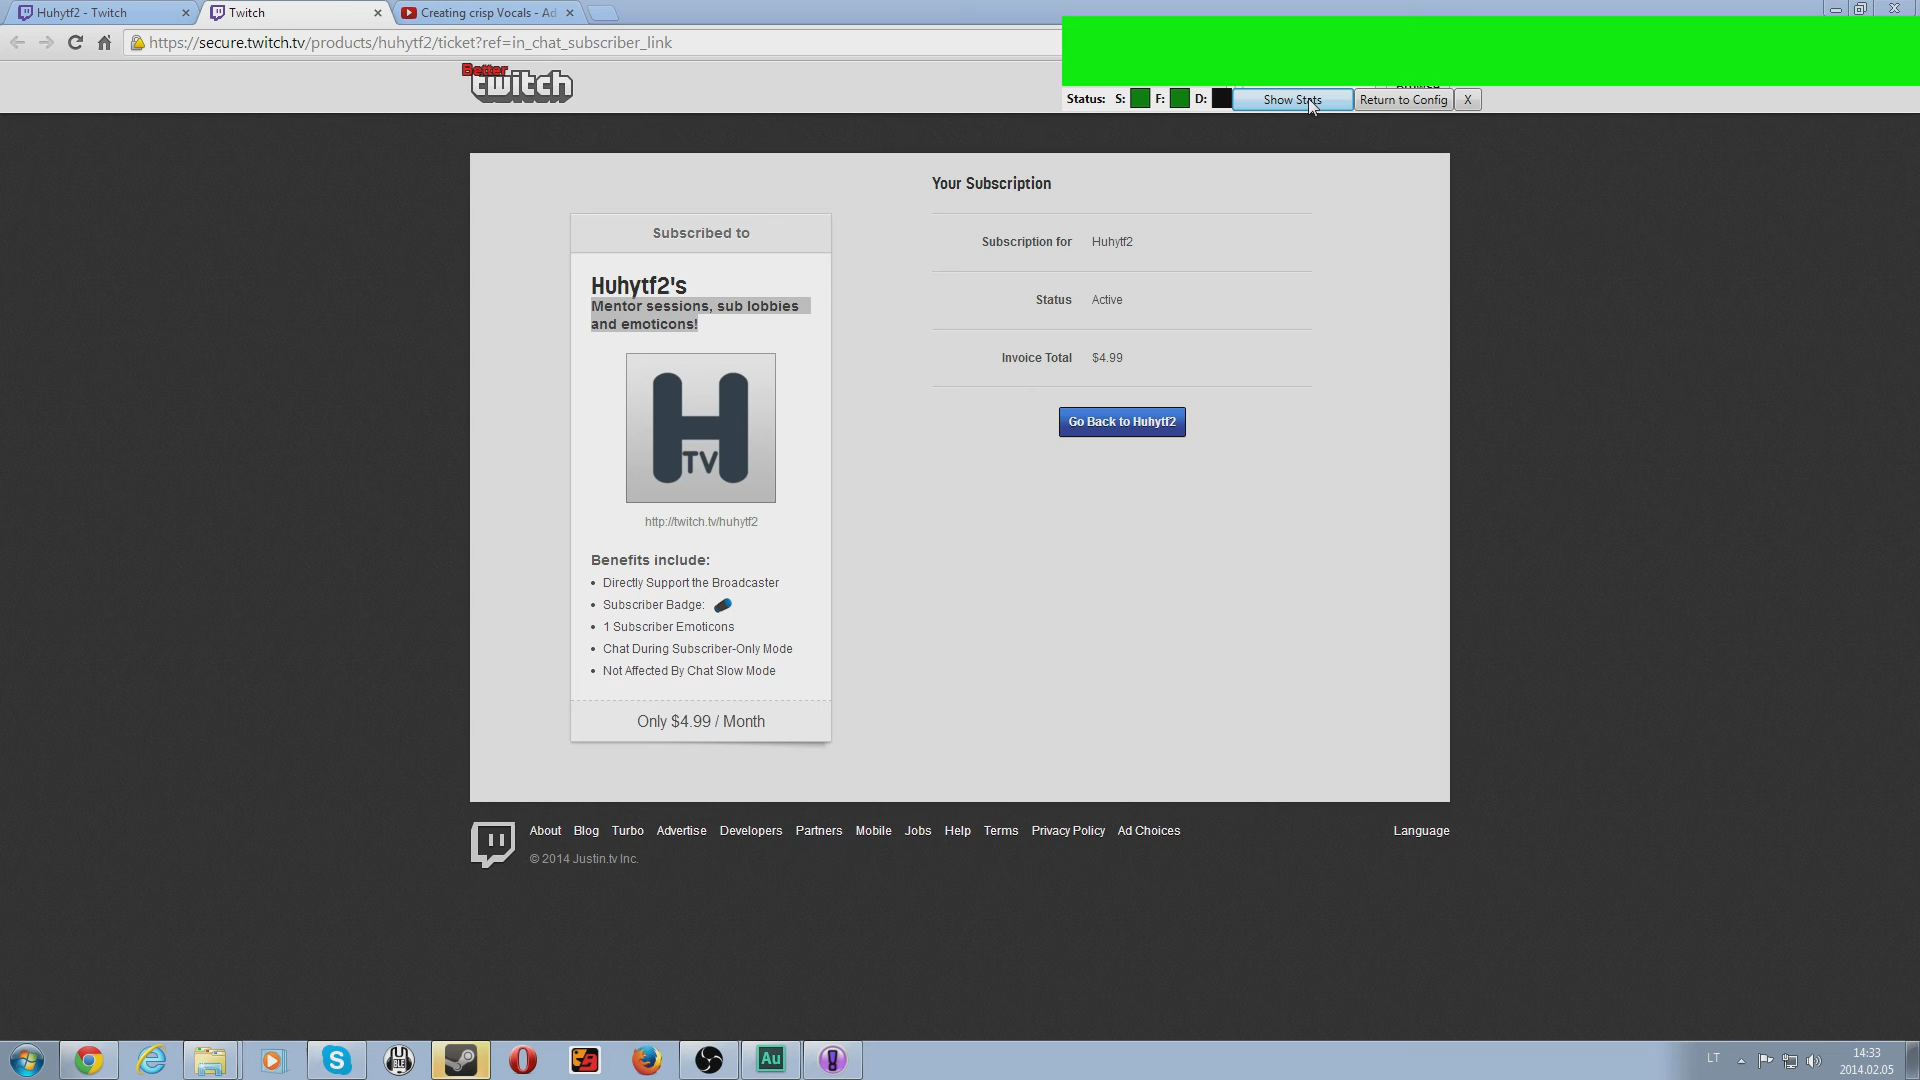 Huhytf2 - Twitch
Twitch
Creating crisp Vocals - Ad
https://secure.twitch.tv/products/huhytf2/ticket?ref=in_chat_subscriber_link
Better
twitch
Status: S: F: D: Show Stats Return to Config X
Your Subscription
Subscribed to
Subscription for Huhytf2
Huhytf2's
Mentor sessions, sub lobbies
and emoticons!
Status Active
Invoice Total $4.99
Go Back to Huhytf2
H
TV
http://twitch.tv/huhytf2
Benefits include:
• Directly Support the Broadcaster
• Subscriber Badge:
• 1 Subscriber Emoticons
• Chat During Subscriber-Only Mode
• Not Affected By Chat Slow Mode
Only $4.99 / Month
About Blog Turbo Advertise Developers Partners Mobile Jobs Help Terms Privacy Policy Ad Choices Language
© 2014 Justin.tv Inc.
Au
LT
14:33
2014.02.05